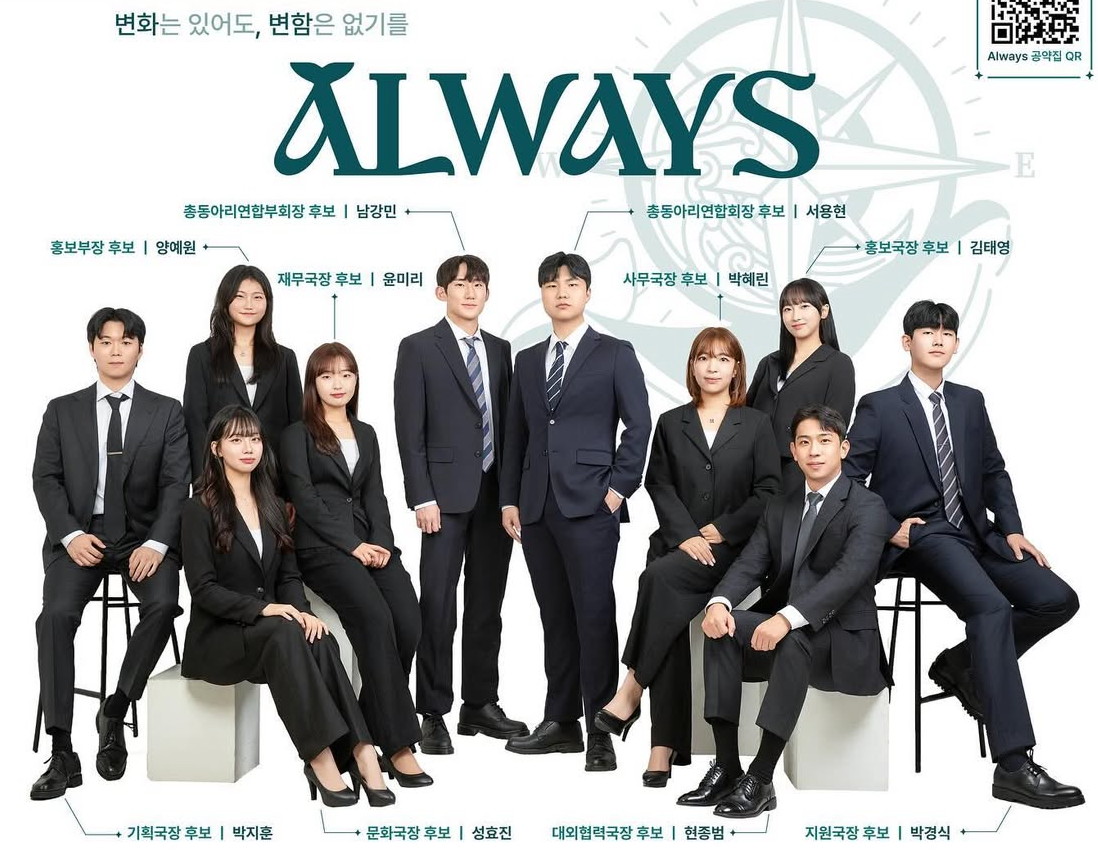 변화는 있어도, 변함은 없기를
Always 공약집 QR
ALWAYS
W
E
총동아리연합부회장 후보 | 남강민
총동아리연합회장 후보 | 서용현
홍보부장 후보 | 양예원
홍보국장 후보 | 김태영
재무국장 후보 | 윤미리
사무국장 후보 | 박혜린
기획국장 후보 | 박지훈
문화국장 후보 | 성효진
대외협력국장 후보 | 현종범
지원국장 후보 | 박경식